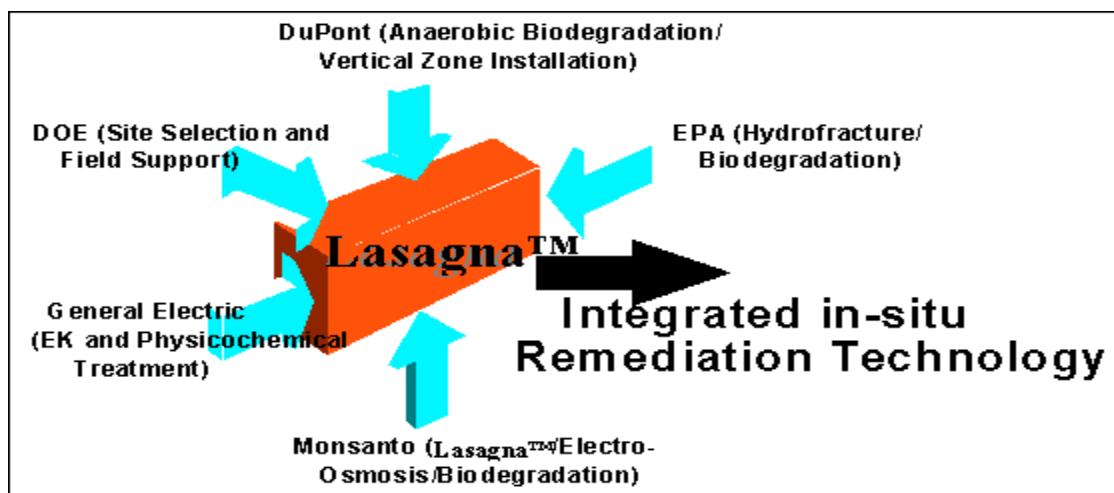 DuPont (Anaerobic Biodegradation/
Vertical Zone Installation)
DOE (Site Selection and
Field Support)
EPA (Hydrofracture/
Biodegradation)
Lasagna™
General Electric
(EK and Physicochemical
Treatment)
Integrated in-situ
Remediation Technology
Monsanto (Lasagna™/Electro-
Osmosis/Biodegradation)